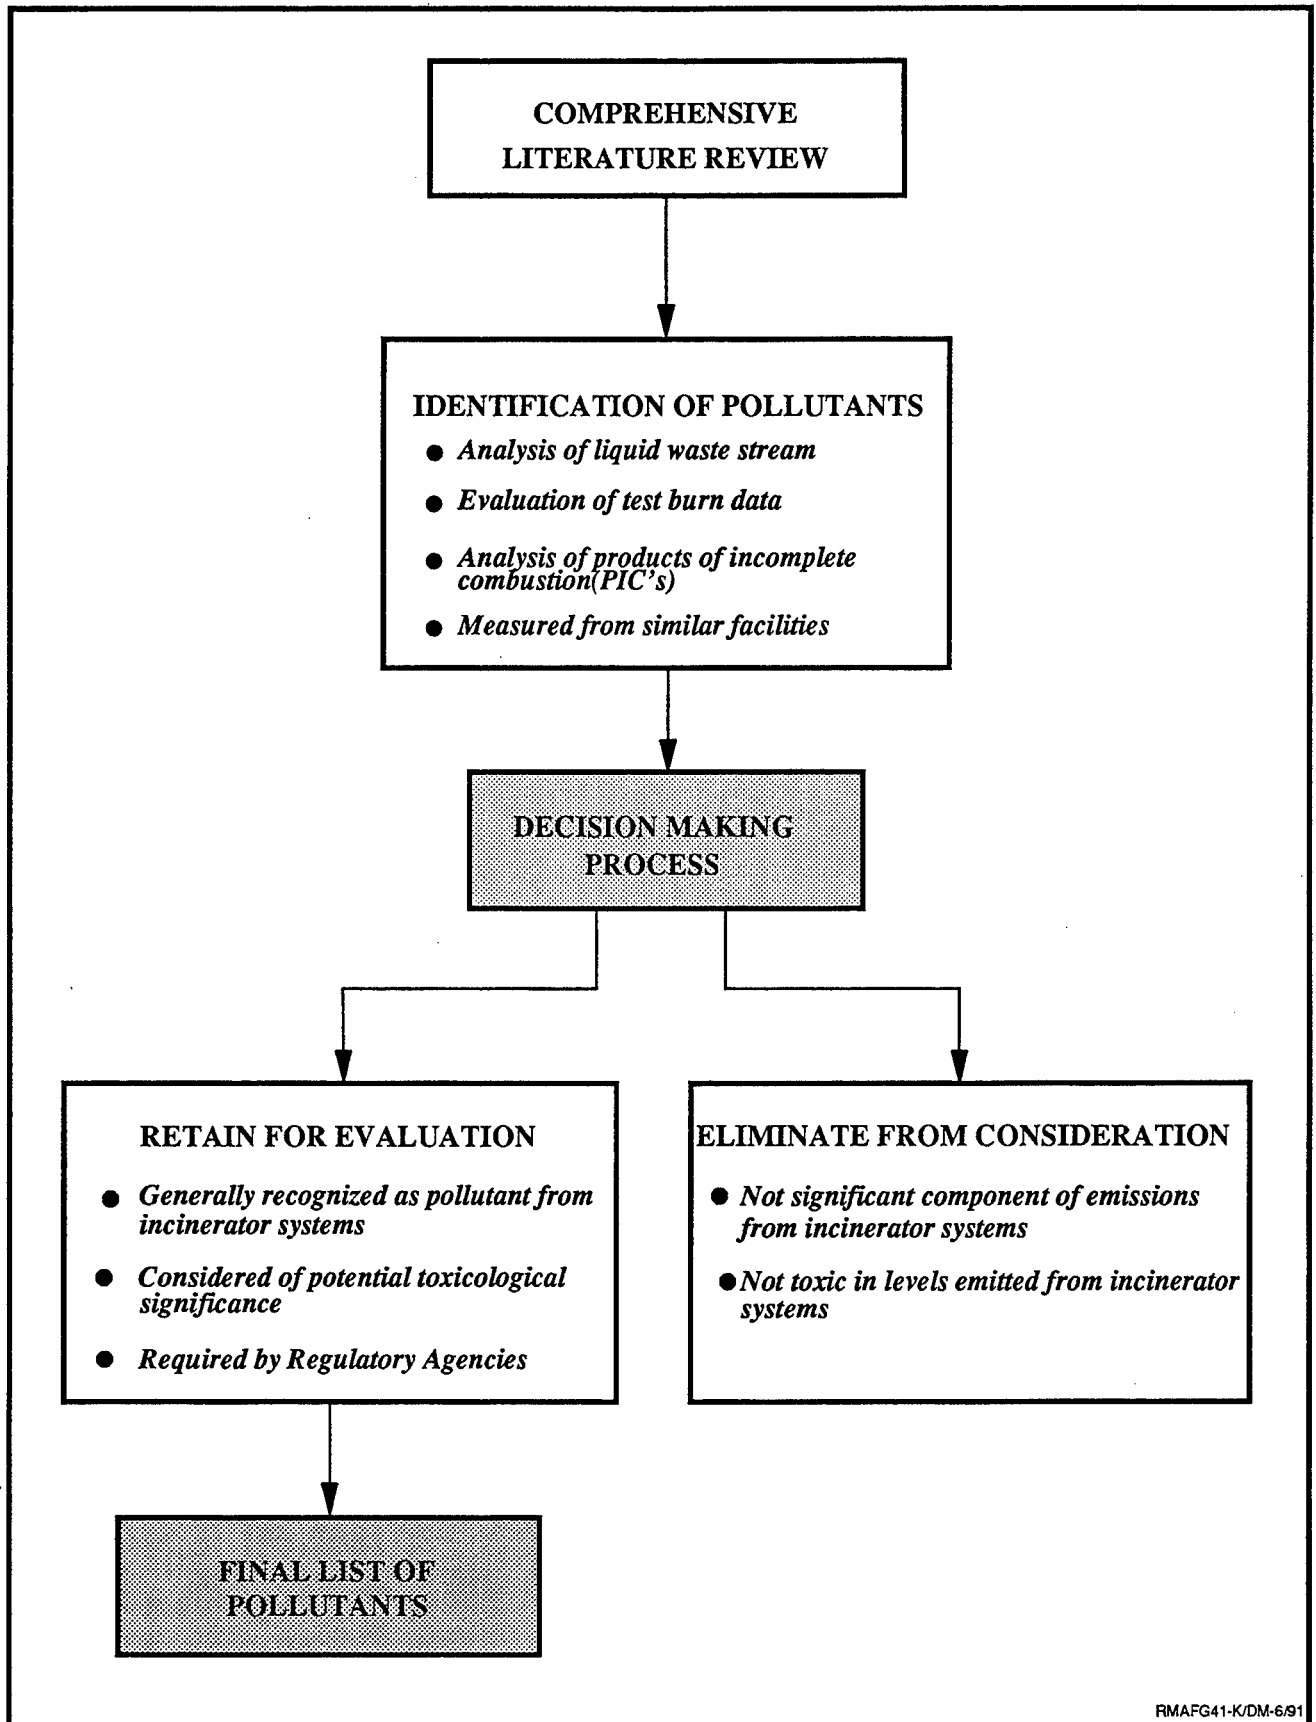 COMPREHENSIVE
LITERATURE REVIEW
IDENTIFICATION OF POLLUTANTS
● Analysis of liquid waste stream
● Evaluation of test burn data
● Analysis of products of incomplete
combustion(PIC's)
● Measured from similar facilities
DECISION MAKING
PROCESS
RETAIN FOR EVALUATION
● Generally recognized as pollutant from
incinerator systems
● Considered of potential toxicological
significance
● Required by Regulatory Agencies
ELIMINATE FROM CONSIDERATION
● Not significant component of emissions
from incinerator systems
● Not toxic in levels emitted from incinerator
systems
FINAL LIST OF
POLLUTANTS
RMAFG41-K/DM-6/91